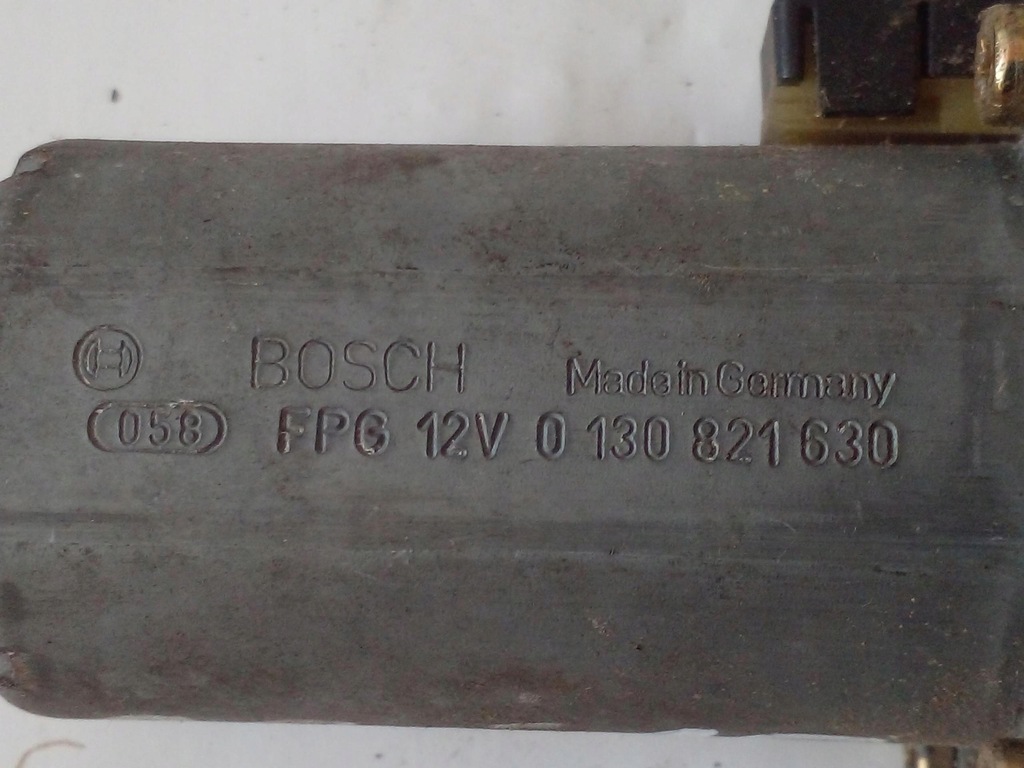 BOSCH Made in Germany
058 FPG 12V 0 130 821 630